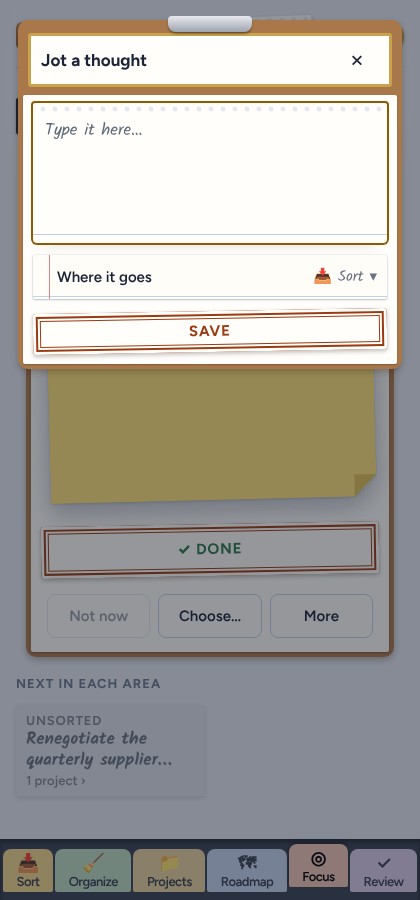 Jot a thought ✕
Type it here...
Where it goes 📥 Sort ▾
SAVE
✓ DONE
Not now Choose... More
NEXT IN EACH AREA
UNSORTED
Renegotiate the
quarterly supplier...
1 project ›
Sort Organize Projects Roadmap Focus Review